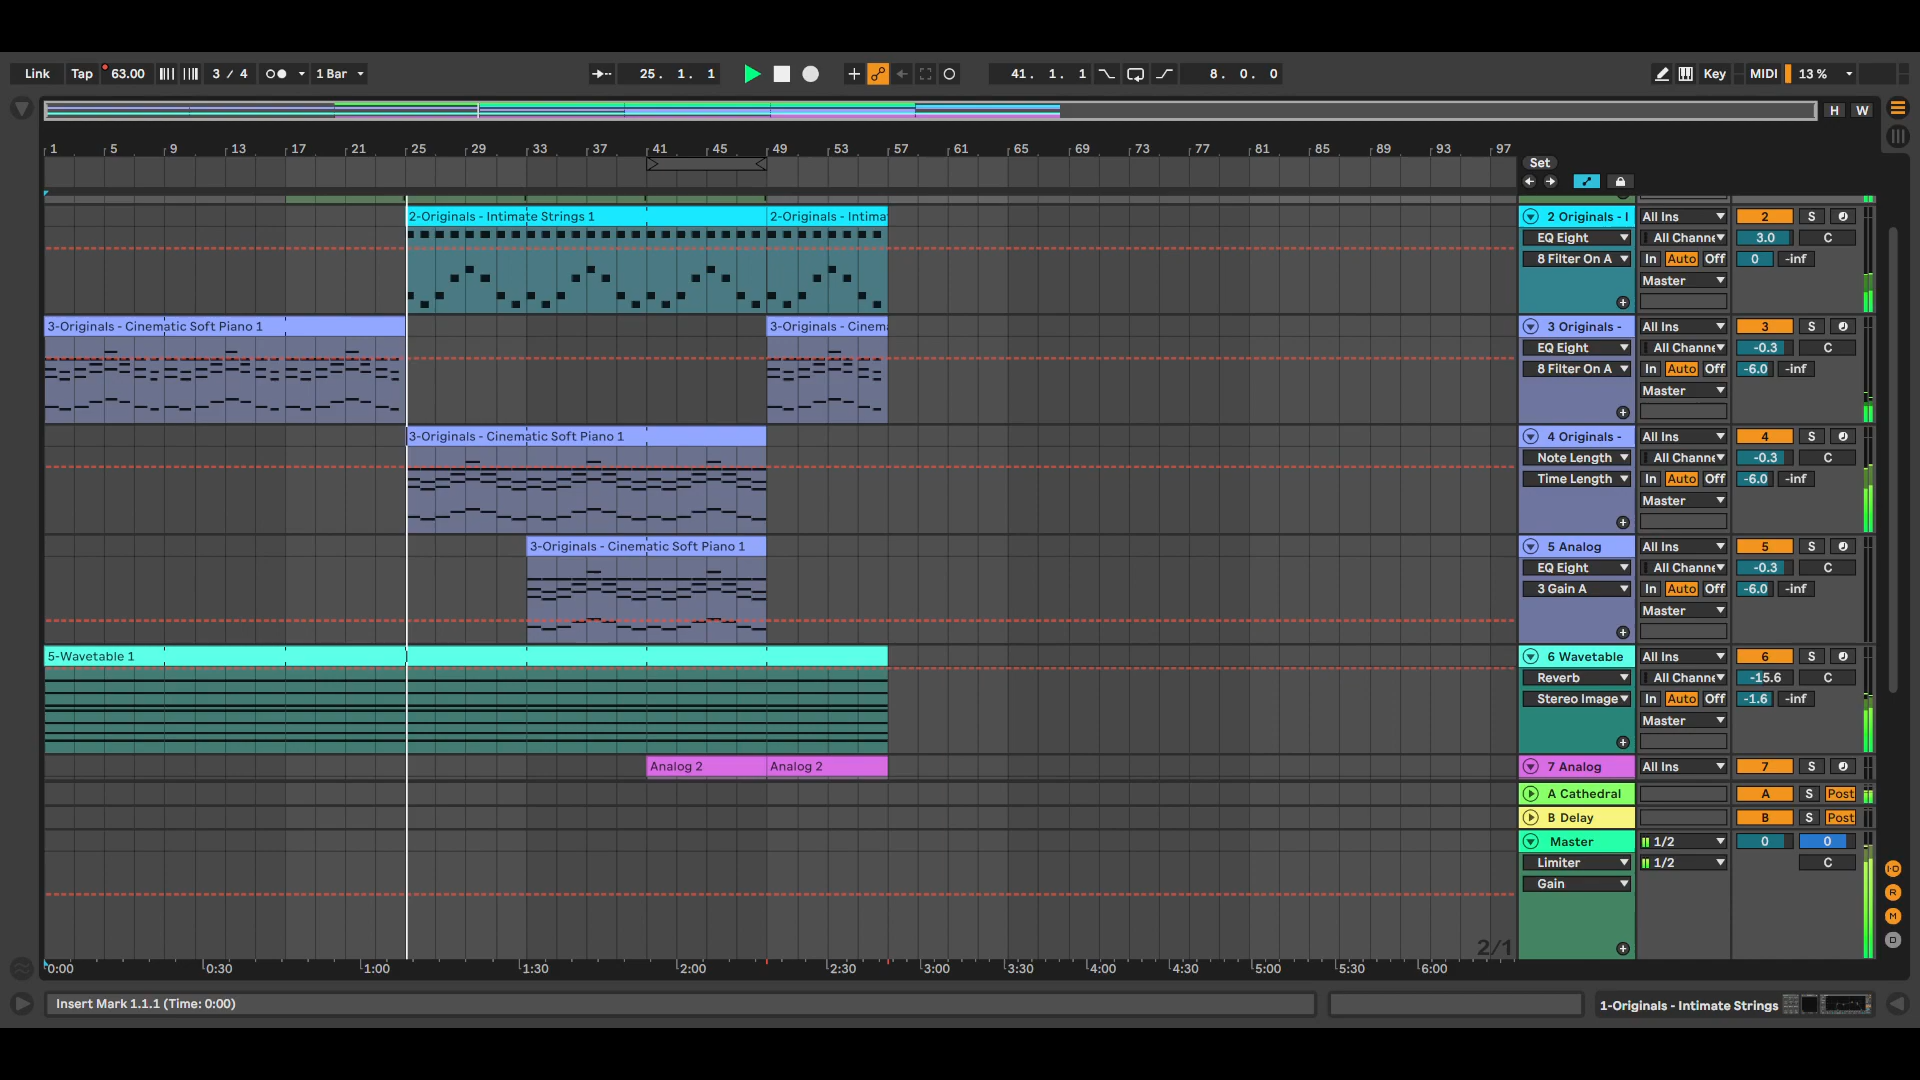 Link Tap 63.00 3 / 4 1 Bar 25. 1. 1 41. 1. 1 8. 0. 0 Key MIDI 13 %
H W
1 5 9 13 17 21 25 29 33 37 41 45 49 53 57 61 65 69 73 77 81 85 89 93 97
Set
2-Originals - Intimate Strings 1 2-Originals - Intima 2 Originals - I All Ins 2 S
EQ Eight All Channe 3.0 C
8 Filter On A In Auto Off 0 -inf
Master
3-Originals - Cinematic Soft Piano 1 3-Originals - Cinem 3 Originals - All Ins 3 S
EQ Eight All Channe -0.3 C
8 Filter On A In Auto Off -6.0 -inf
Master
3-Originals - Cinematic Soft Piano 1 4 Originals - All Ins 4 S
Note Length All Channe -0.3 C
Time Length In Auto Off -6.0 -inf
Master
3-Originals - Cinematic Soft Piano 1 5 Analog All Ins 5 S
EQ Eight All Channe -0.3 C
3 Gain A In Auto Off -6.0 -inf
Master
5-Wavetable 1 6 Wavetable All Ins 6 S
Reverb All Channe -15.6 C
Stereo Image In Auto Off -1.6 -inf
Master
Analog 2 Analog 2 7 Analog All Ins 7 S
A Cathedral A S Post
B Delay B S Post
Master 1/2 0 0
Limiter 1/2 C
Gain
I·O
R
M
D
2/1
0:00 0:30 1:00 1:30 2:00 2:30 3:00 3:30 4:00 4:30 5:00 5:30 6:00
Insert Mark 1.1.1 (Time: 0:00) 1-Originals - Intimate Strings